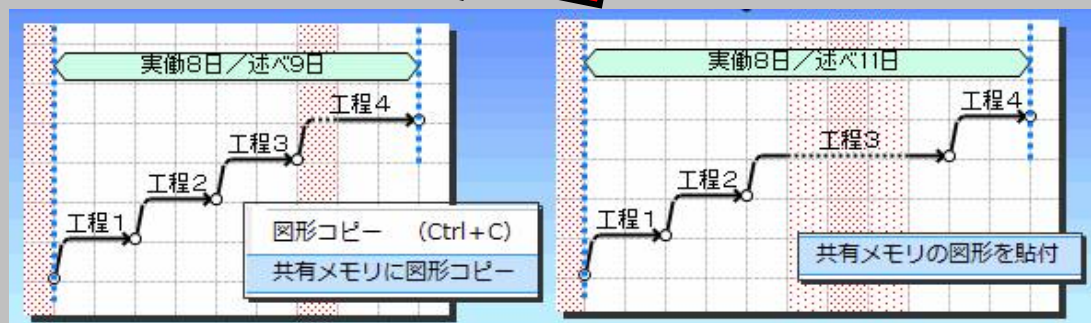 実働8日／述べ9日
工程4
工程3
工程2
工程1
図形コピー （Ctrl+C）
共有メモリに図形コピー
実働8日／述べ11日
工程4
工程3
工程2
工程1
共有メモリの図形を貼付